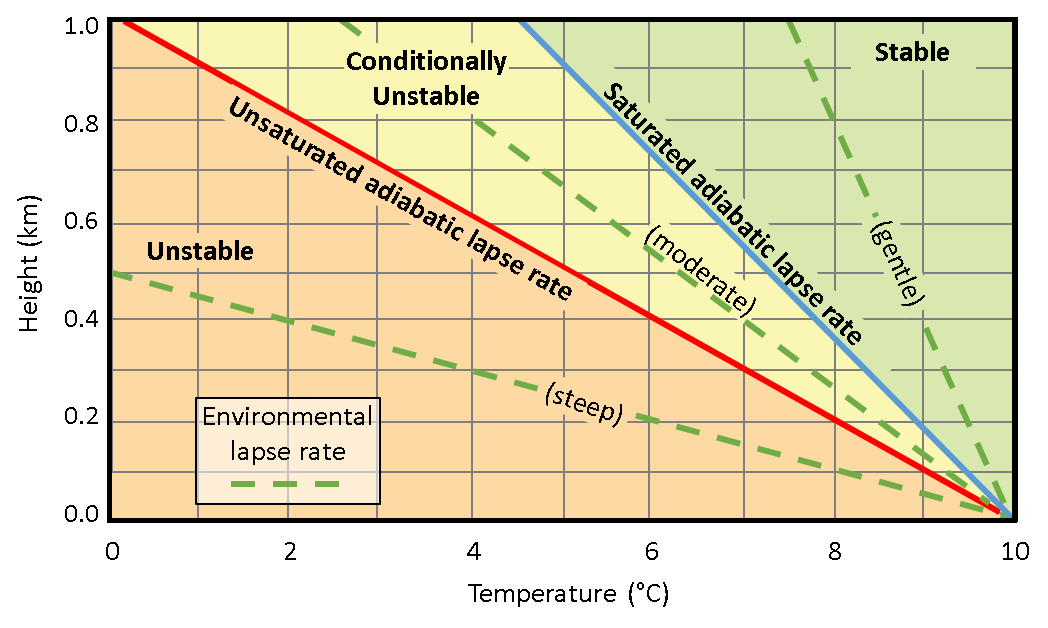 1.0
0.8
0.6
0.4
0.2
0.0
Height (km)
Conditionally
Unstable
Stable
Unsaturated adiabatic lapse rate
Saturated adiabatic lapse rate
(gentle)
(moderate)
Unstable
(steep)
Environmental
lapse rate
0 2 4 6 8 10
Temperature (°C)